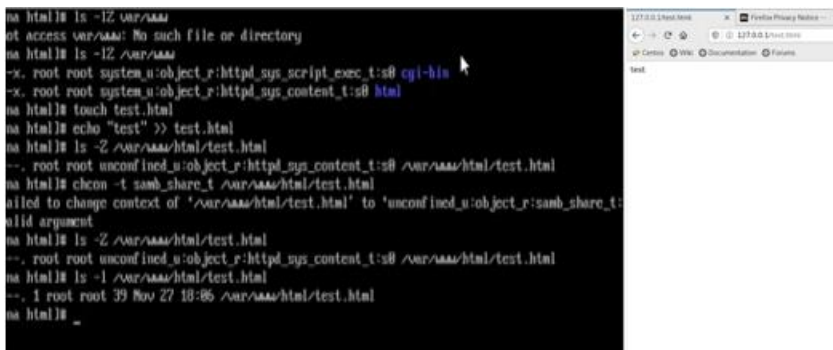 na html]# ls -lZ var/www
ot access var/www: No such file or directory
na html]# ls -lZ /var/www
-x. root root system_u:object_r:httpd_sys_script_exec_t:s0 cgi-bin
-x. root root system_u:object_r:httpd_sys_content_t:s0 html
na html]# touch test.html
na html]# echo "test" >> test.html
na html]# ls -Z /var/www/html/test.html
--. root root unconfined_u:object_r:httpd_sys_content_t:s0 /var/www/html/test.html
na html]# chcon -t samb_share_t /var/www/html/test.html
ailed to change context of '/var/www/html/test.html' to 'unconfined_u:object_r:samb_share_t:
alid argument
na html]# ls -Z /var/www/html/test.html
--. root root unconfined_u:object_r:httpd_sys_content_t:s0 /var/www/html/test.html
na html]# ls -l /var/www/html/test.html
--. 1 root root 39 Nov 27 18:06 /var/www/html/test.html
na html]# _
127.0.0.1/test.html × Firefox Privacy Notice
127.0.0.1/test.html
Centos Wiki Documentation Forums
test